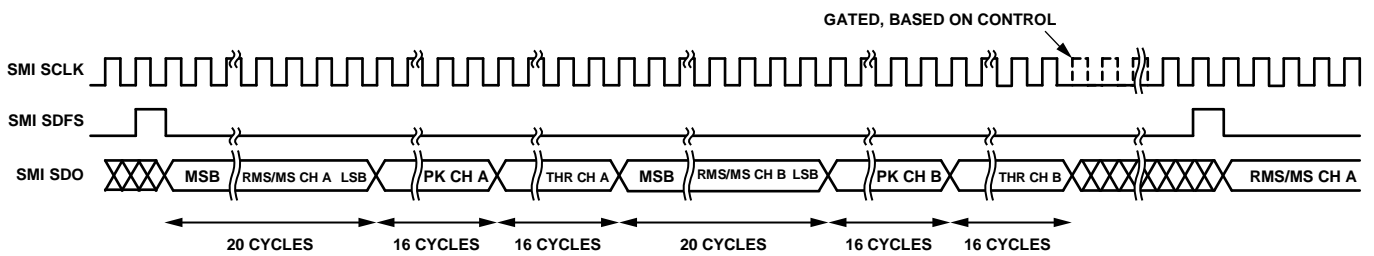 GATED, BASED ON CONTROL
SMI SCLK
SMI SDFS
SMI SDO
MSB RMS/MS CH A LSB PK CH A THR CH A MSB RMS/MS CH B LSB PK CH B THR CH B RMS/MS CH A
20 CYCLES 16 CYCLES 16 CYCLES 20 CYCLES 16 CYCLES 16 CYCLES